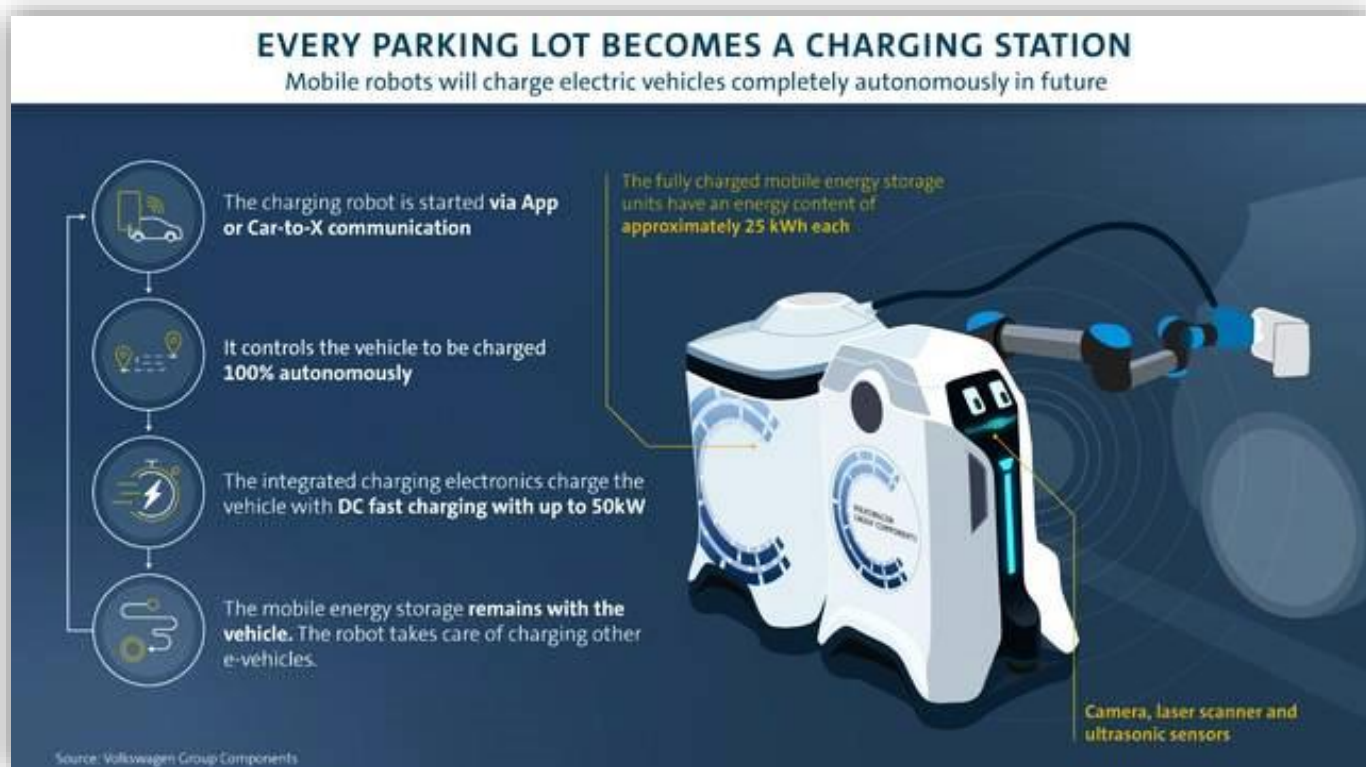 EVERY PARKING LOT BECOMES A CHARGING STATION
Mobile robots will charge electric vehicles completely autonomously in future
The charging robot is started via App
or Car-to-X communication
It controls the vehicle to be charged
100% autonomously
The integrated charging electronics charge the
vehicle with DC fast charging with up to 50kW
The mobile energy storage remains with the
vehicle. The robot takes care of charging other
e-vehicles.
The fully charged mobile energy storage
units have an energy content of
approximately 25 kWh each
VOLKSWAGEN
GROUP COMPONENTS
Camera, laser scanner and
ultrasonic sensors
Source: Volkswagen Group Components